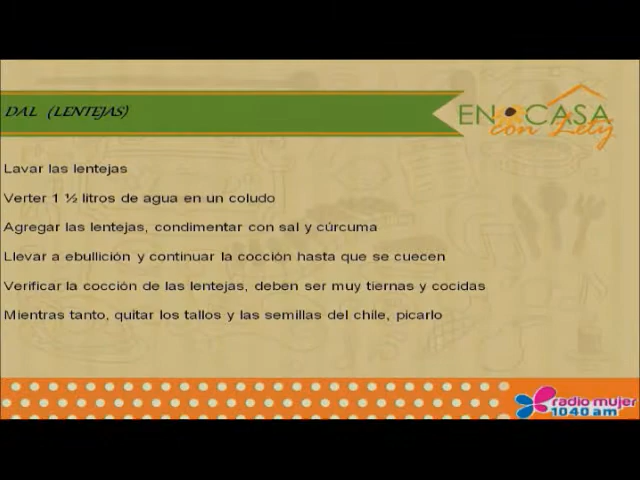 DAL (LENTEJAS)
EN CASA
con Lety
Lavar las lentejas
Verter 1 ½ litros de agua en un coludo
Agregar las lentejas, condimentar con sal y cúrcuma
Llevar a ebullición y continuar la cocción hasta que se cuecen
Verificar la cocción de las lentejas, deben ser muy tiernas y cocidas
Mientras tanto, quitar los tallos y las semillas del chile, picarlo
radio mujer
1040 am